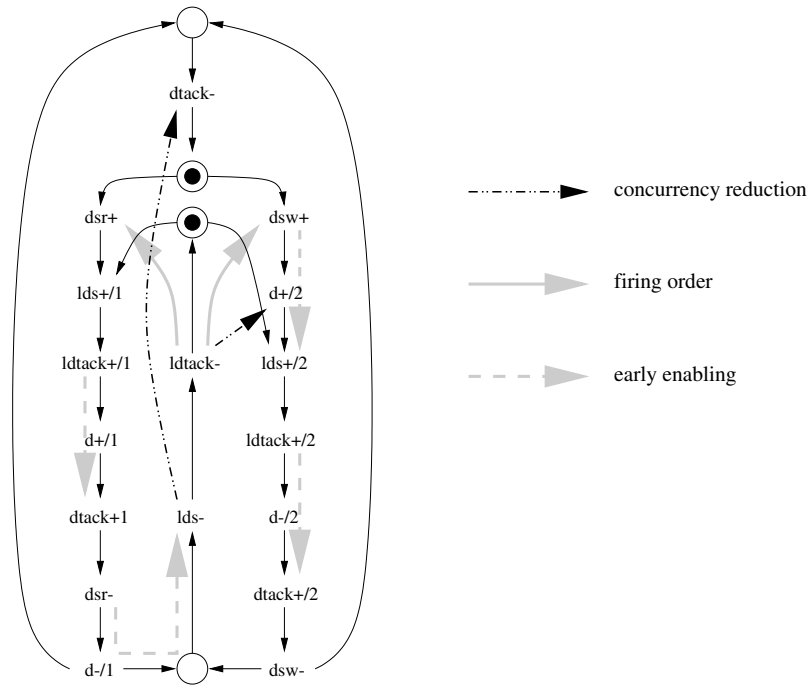 dtack-
concurrency reduction
dsr+
dsw+
firing order
lds+/1
d+/2
ldtack+/1
ldtack-
lds+/2
early enabling
d+/1
ldtack+/2
dtack+1
lds-
d-/2
dsr-
dtack+/2
d-/1
dsw-